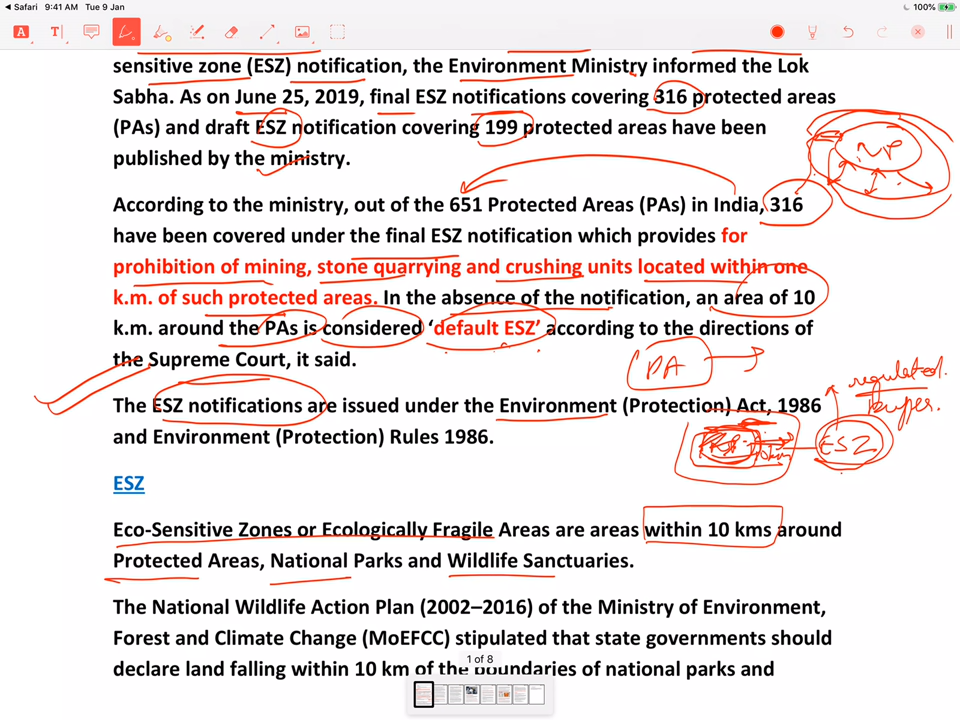 Safari 9:41 AM Tue 9 Jan 100%
A T
sensitive zone (ESZ) notification, the Environment Ministry informed the Lok
Sabha. As on June 25, 2019, final ESZ notifications covering 316 protected areas
(PAs) and draft ESZ notification covering 199 protected areas have been
published by the ministry.
NP
According to the ministry, out of the 651 Protected Areas (PAs) in India, 316
have been covered under the final ESZ notification which provides for
prohibition of mining, stone quarrying and crushing units located within one
k.m. of such protected areas. In the absence of the notification, an area of 10
k.m. around the PAs is considered ‘default ESZ’ according to the directions of
the Supreme Court, it said.
PA
regulated
The ESZ notifications are issued under the Environment (Protection) Act, 1986
and Environment (Protection) Rules 1986.
ESZ
ESZ
Eco-Sensitive Zones or Ecologically Fragile Areas are areas within 10 kms around
Protected Areas, National Parks and Wildlife Sanctuaries.
The National Wildlife Action Plan (2002–2016) of the Ministry of Environment,
Forest and Climate Change (MoEFCC) stipulated that state governments should
declare land falling within 10 km of the boundaries of national parks and
1 of 8